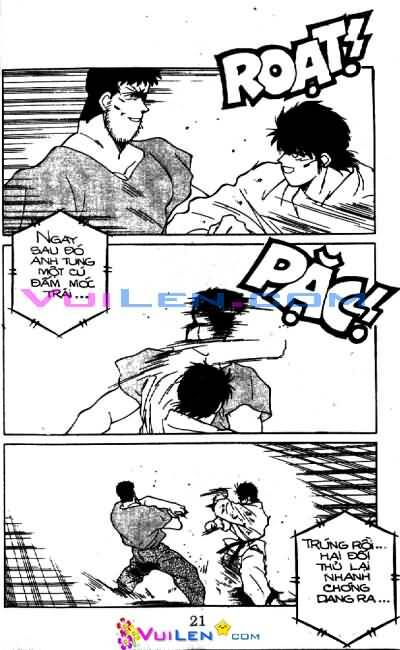 ROẠT!
NGAY
SAU ĐÓ
ANH TUNG
MỘT CÚ
ĐẤM MÓC
TRÁI...
PẶC!
VUILEN.COM
TRÚNG RỒI...
HAI ĐỐI
THỦ LẠI
NHANH
CHÓNG
DANG RA...
21
VUILEN.COM